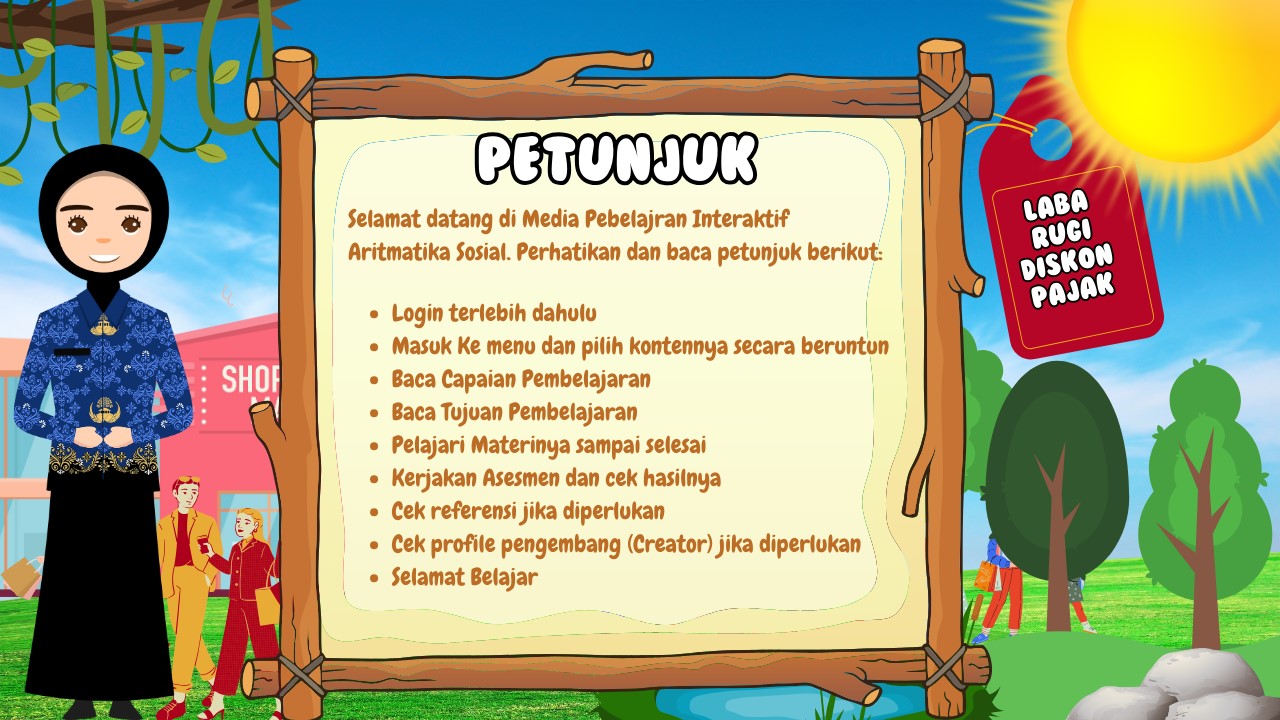 PETUNJUK
Selamat datang di Media Pebelajran Interaktif
Aritmatika Sosial. Perhatikan dan baca petunjuk berikut:
• Login terlebih dahulu
• Masuk Ke menu dan pilih kontennya secara beruntun
• Baca Capaian Pembelajaran
• Baca Tujuan Pembelajaran
• Pelajari Materinya sampai selesai
• Kerjakan Asesmen dan cek hasilnya
• Cek referensi jika diperlukan
• Cek profile pengembang (Creator) jika diperlukan
• Selamat Belajar
LABA
RUGI
DISKON
PAJAK